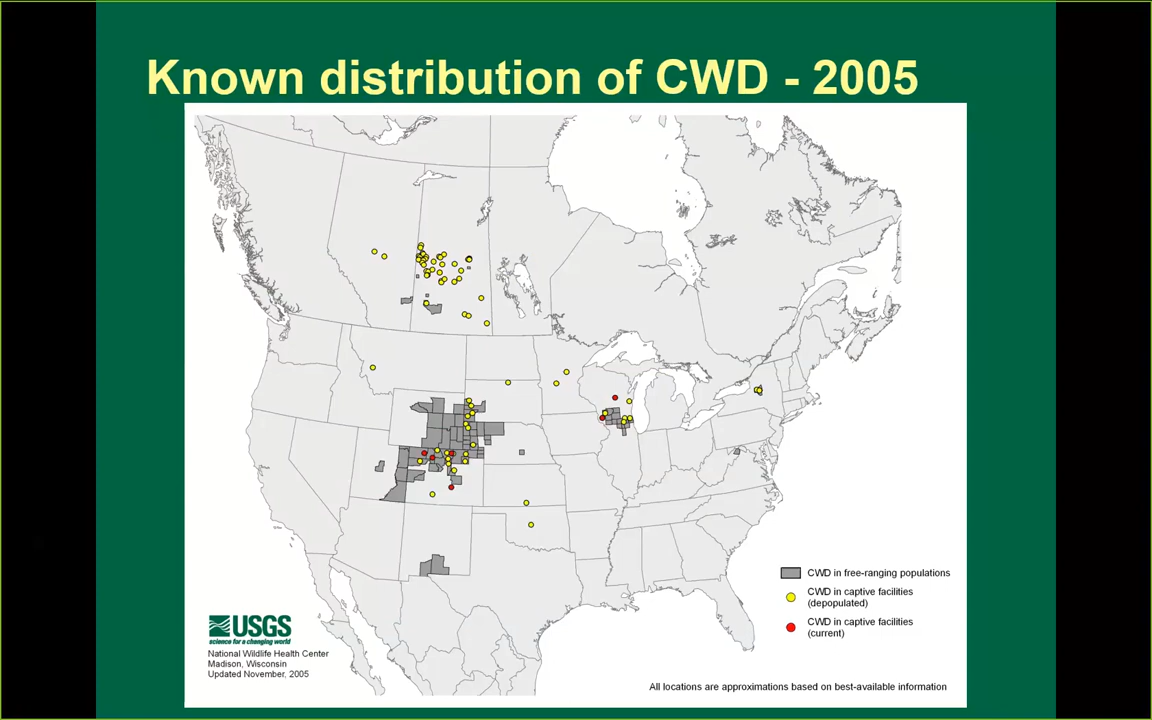 Known distribution of CWD - 2005
CWD in free-ranging populations
CWD in captive facilities
(depopulated)
CWD in captive facilities
(current)
USGS
science for a changing world
National Wildlife Health Center
Madison, Wisconsin
Updated November, 2005
All locations are approximations based on best-available information